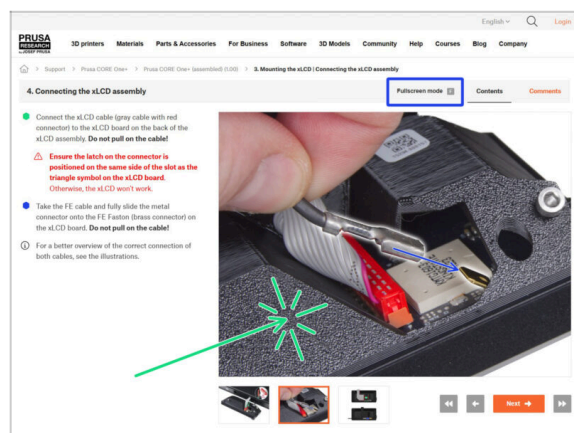 English
Login
PRUSA
RESEARCH
by JOSEF PRUSA
3D printers
Materials
Parts & Accessories
For Business
Software
3D Models
Community
Help
Courses
Blog
Company
Support > Prusa CORE One+ > Prusa CORE One+ (assembled) (1.00) > 3. Mounting the xLCD | Connecting the xLCD assembly
4. Connecting the xLCD assembly
Fullscreen mode F
Contents
Comments
Connect the xLCD cable (gray cable with red
connector) to the xLCD board on the back of the
xLCD assembly. Do not pull on the cable!
Ensure the latch on the connector is
positioned on the same side of the slot as the
triangle symbol on the xLCD board.
Otherwise, the xLCD won't work.
Take the FE cable and fully slide the metal
connector onto the FE Faston (brass connector) on
the xLCD board. Do not pull on the cable!
For a better overview of the correct connection of
both cables, see the illustrations.
Next